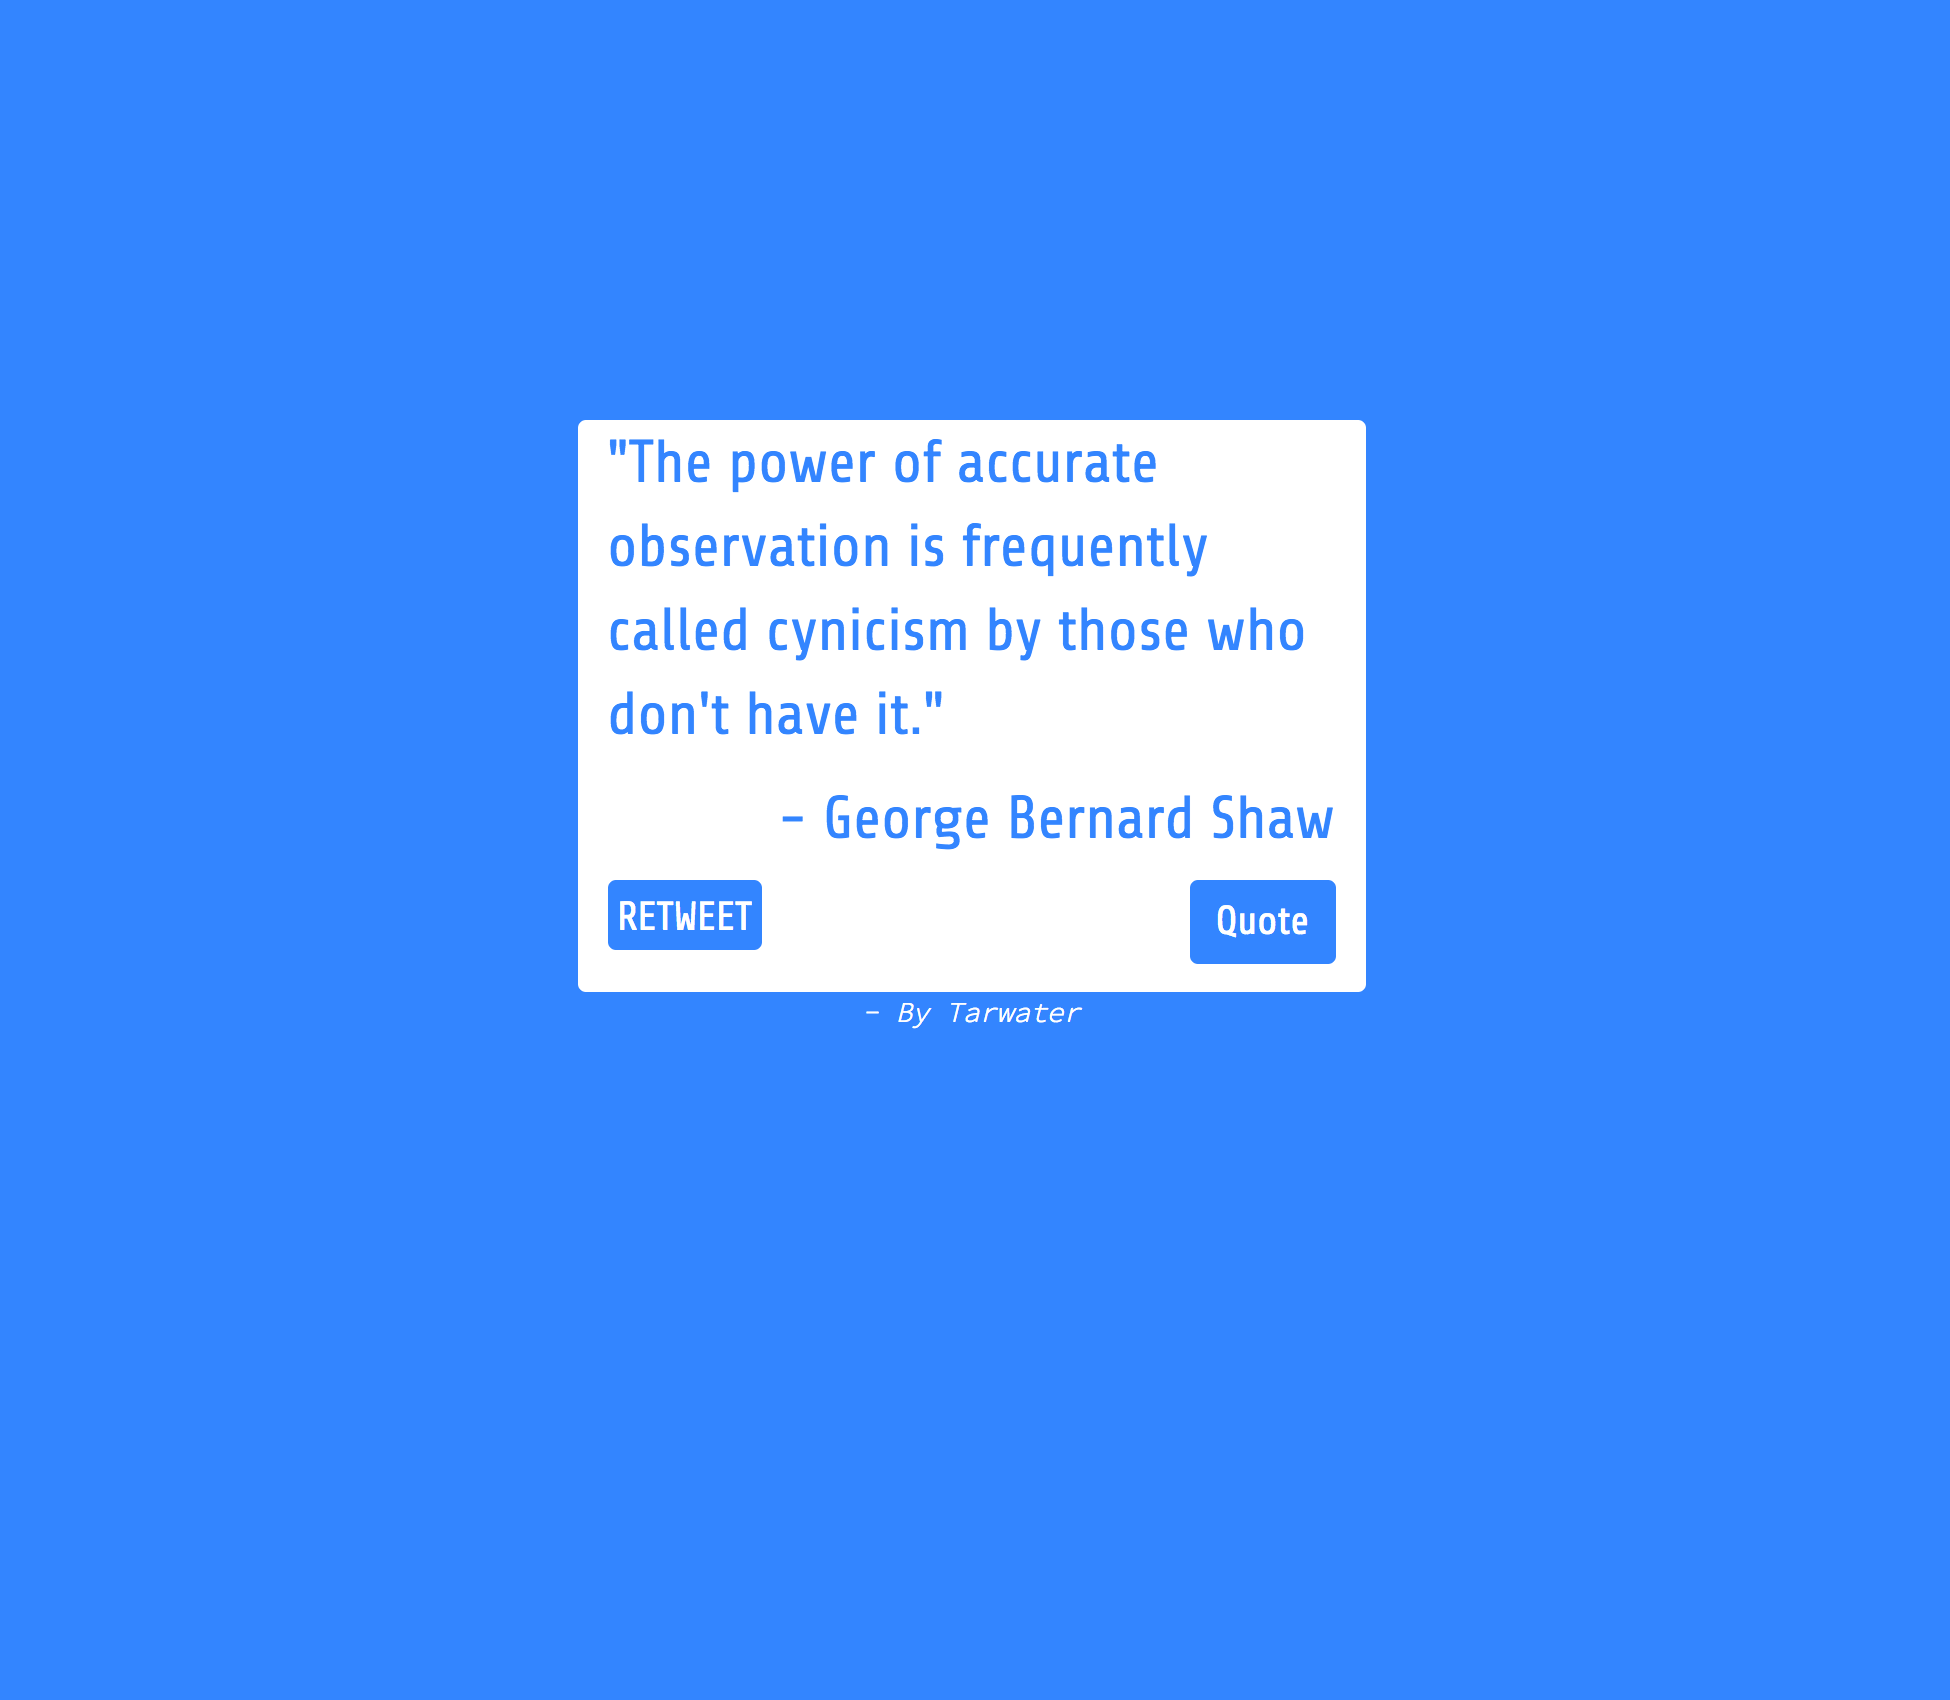 "The power of accurate
observation is frequently
called cynicism by those who
don't have it."
- George Bernard Shaw
RETWEET
Quote
- By Tarwater